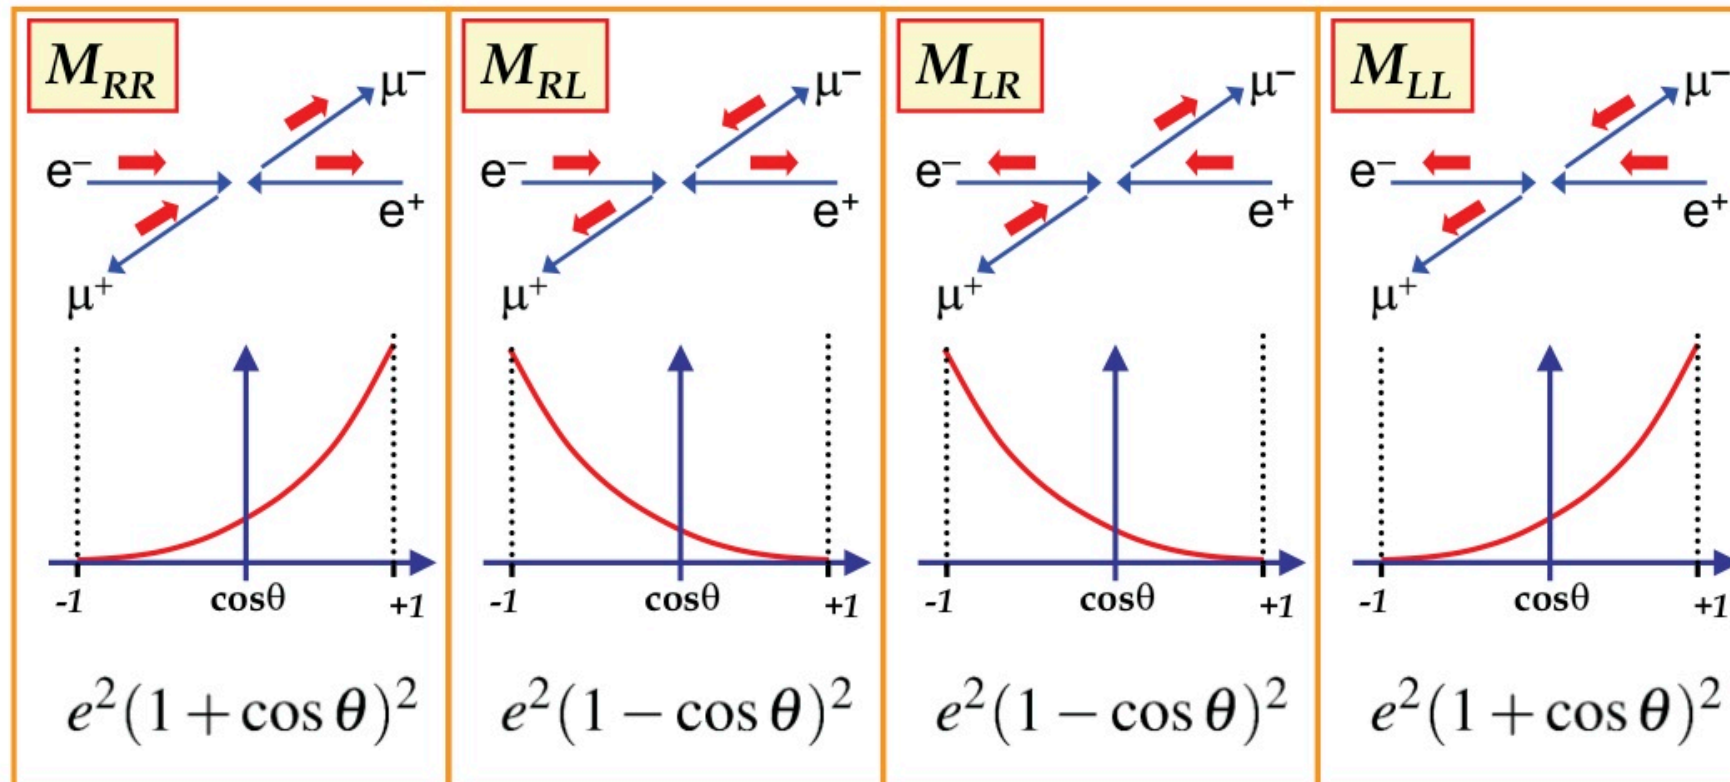 M_RR
μ⁻
e⁻
e⁺
μ⁺
-1
cosθ
+1
e²(1+cos θ)²
M_RL
μ⁻
e⁻
e⁺
μ⁺
-1
cosθ
+1
e²(1−cos θ)²
M_LR
μ⁻
e⁻
e⁺
μ⁺
-1
cosθ
+1
e²(1−cos θ)²
M_LL
μ⁻
e⁻
e⁺
μ⁺
-1
cosθ
+1
e²(1+cos θ)²